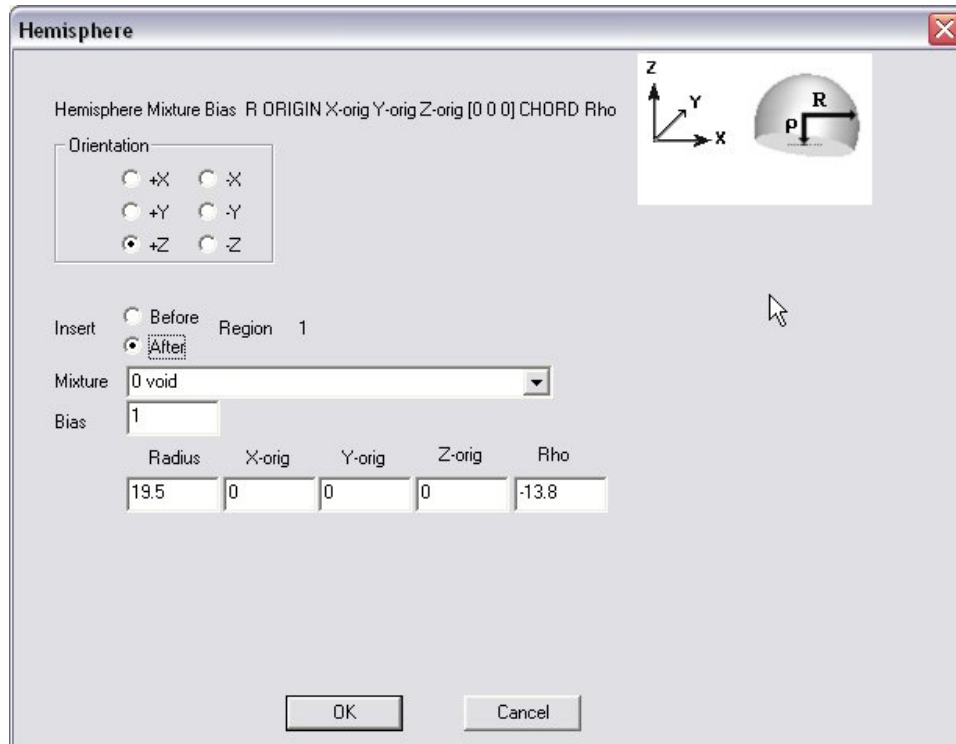 Hemisphere
Z
Y
X
R
ρ
Hemisphere Mixture Bias R ORIGIN X-orig Y-orig Z-orig [0 0 0] CHORD Rho
Orientation
+X -X
+Y -Y
+Z -Z
Insert Before Region 1
After
Mixture 0 void
Bias 1
Radius X-orig Y-orig Z-orig Rho
19.5 0 0 0 -13.8
OK Cancel